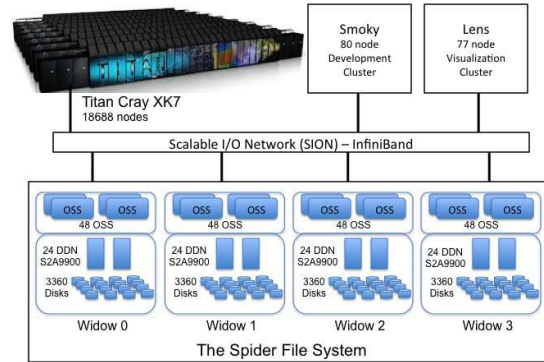 Smoky
80 node
Development
Cluster
Lens
77 node
Visualization
Cluster
TITAN
Titan Cray XK7
18688 nodes
Scalable I/O Network (SION) – InfiniBand
OSS OSS
48 OSS
24 DDN
S2A9900
3360
Disks
Widow 0
OSS OSS
48 OSS
24 DDN
S2A9900
3360
Disks
Widow 1
OSS OSS
48 OSS
24 DDN
S2A9900
3360
Disks
Widow 2
OSS OSS
48 OSS
24 DDN
S2A9900
3360
Disks
Widow 3
The Spider File System